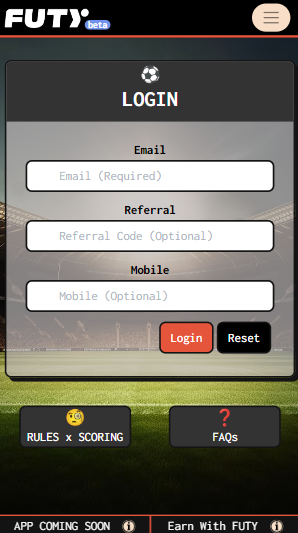 FUTY beta
LOGIN
Email
Email (Required)
Referral
Referral Code (Optional)
Mobile
Mobile (Optional)
Login Reset
RULES x SCORING FAQs
APP COMING SOON Earn With FUTY